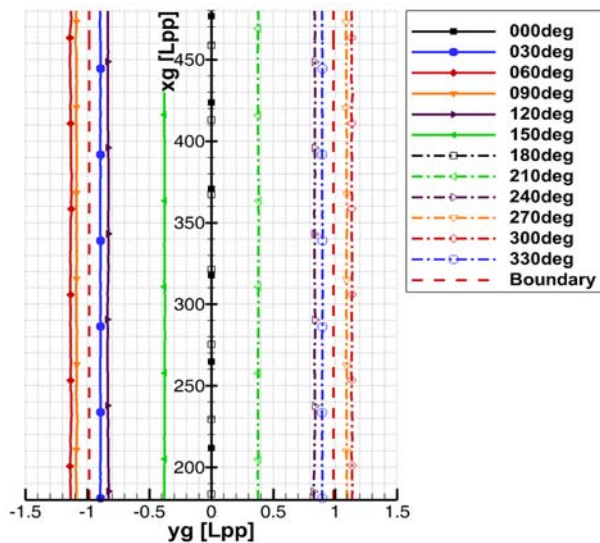 xg [Lpp]
450
400
350
300
250
200
-1.5
-1
-0.5
0
0.5
1
1.5
yg [Lpp]
000deg
030deg
060deg
090deg
120deg
150deg
180deg
210deg
240deg
270deg
300deg
330deg
Boundary